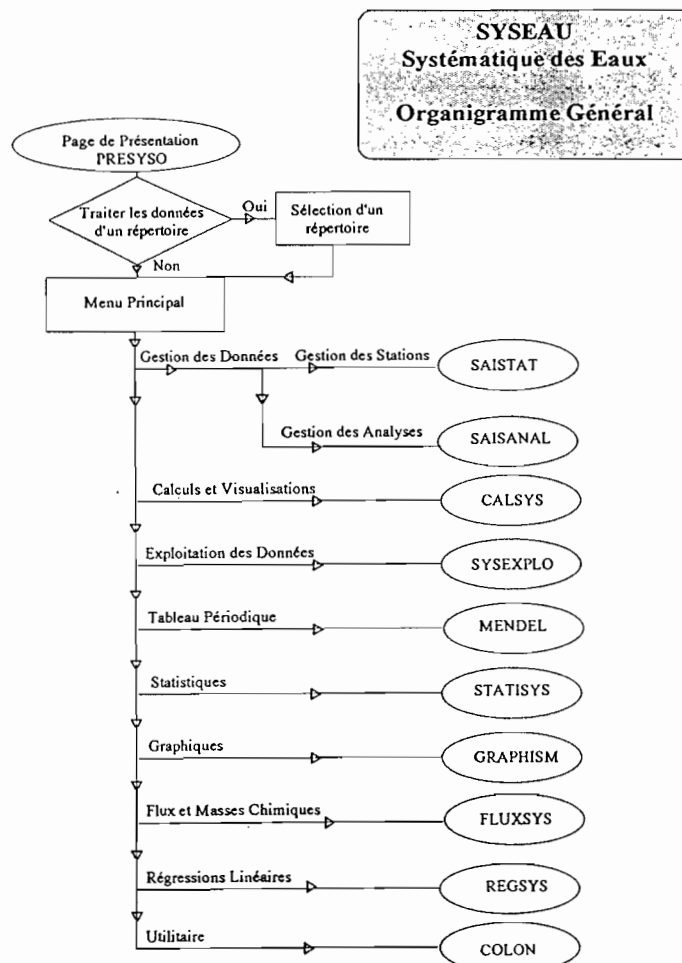 SYSEAU
Systématique des Eaux
Organigramme Général
Page de Présentation
PRESYSO
Traiter les données
d'un répertoire
Oui
Sélection d'un
répertoire
Non
Menu Principal
Gestion des Données
Gestion des Stations
SAISTAT
Gestion des Analyses
SAISANAL
Calculs et Visualisations
CALSYS
Exploitation des Données
SYSEXPLO
Tableau Périodique
MENDEL
Statistiques
STATISYS
Graphiques
GRAPHISM
Flux et Masses Chimiques
FLUXSYS
Régressions Linéaires
REGSYS
Utilitaire
COLON